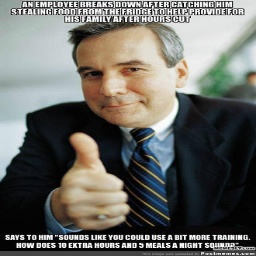 AN EMPLOYEE BREAKS DOWN AFTER CATCHING HIM
STEALING FOOD FROM THE FRIDGE TO HELP PROVIDE FOR
HIS FAMILY AFTER HOURS CUT
SAYS TO HIM "SOUNDS LIKE YOU COULD USE A BIT MORE TRAINING.
HOW DOES 10 EXTRA HOURS AND 5 MEALS A NIGHT SOUND?"
Postmemes.com